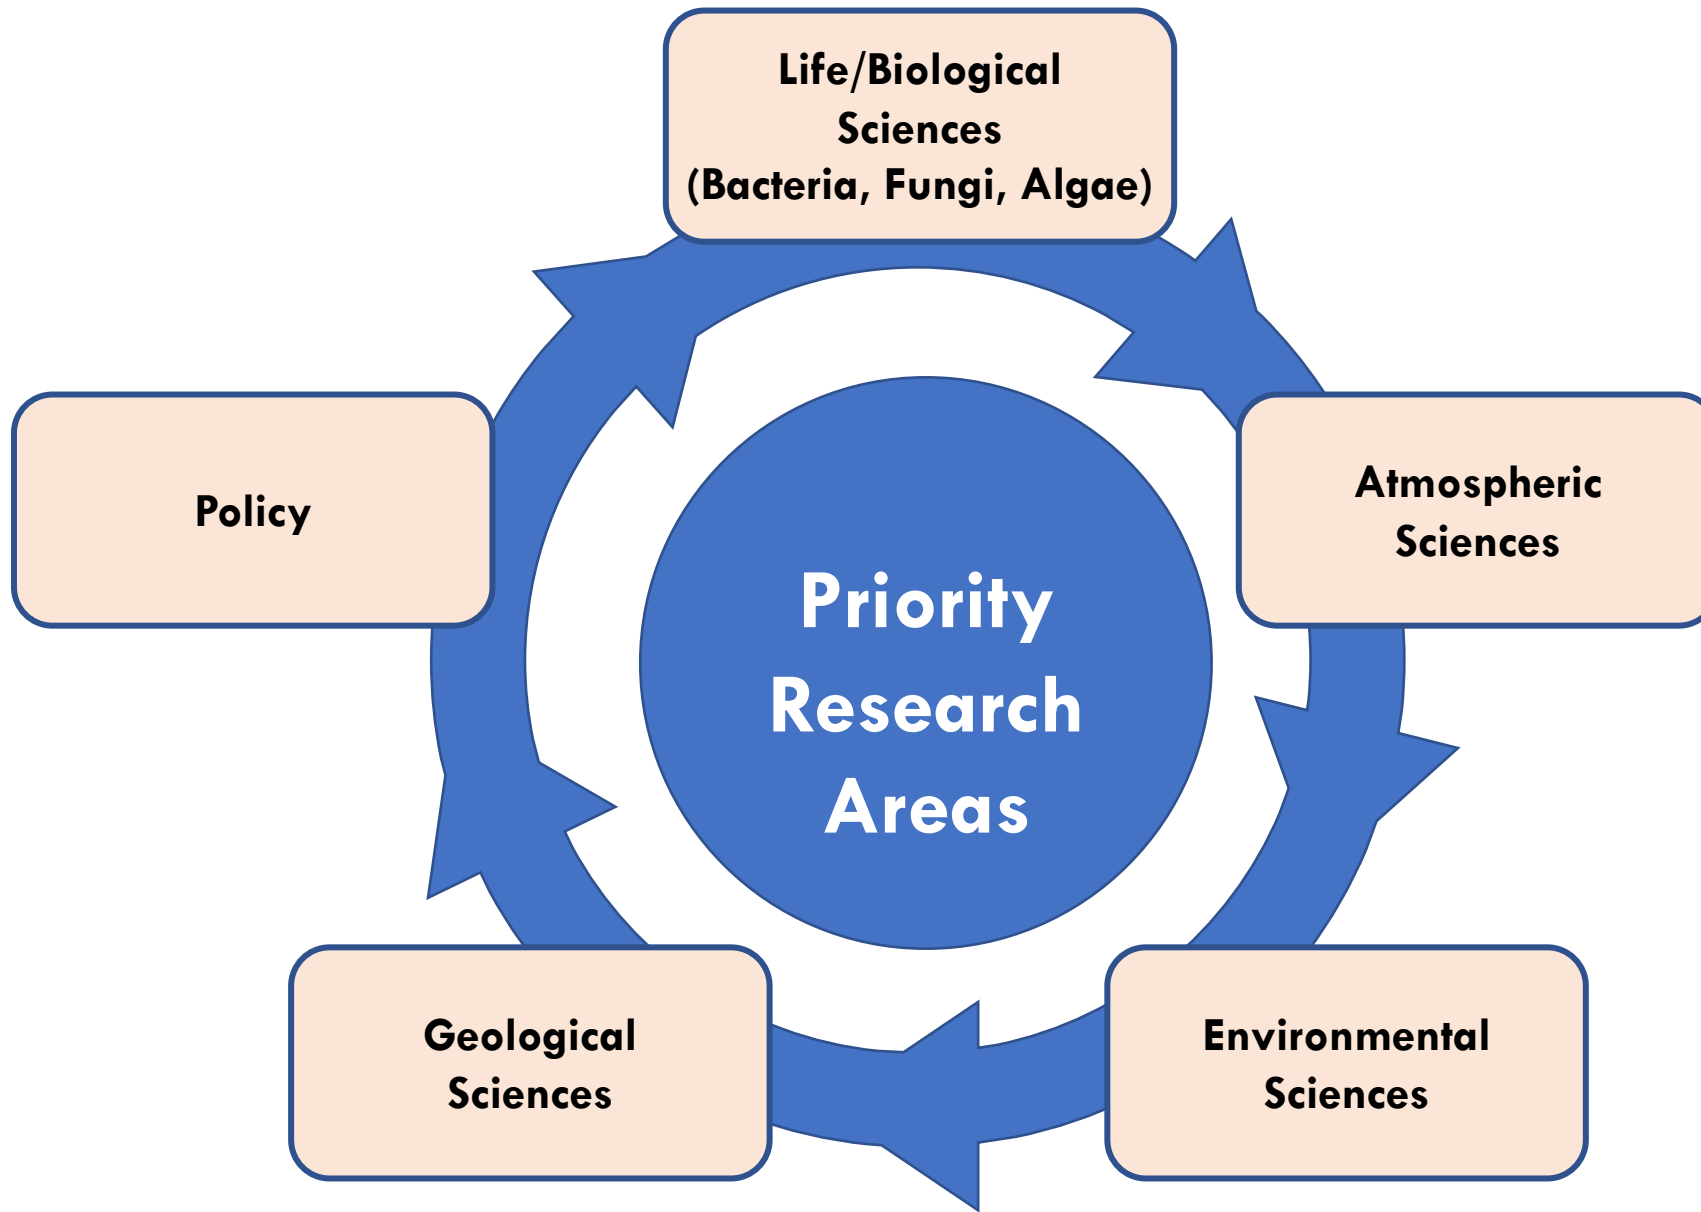 Life/Biological
Sciences
(Bacteria, Fungi, Algae)
Policy
Atmospheric
Sciences
Priority
Research
Areas
Geological
Sciences
Environmental
Sciences